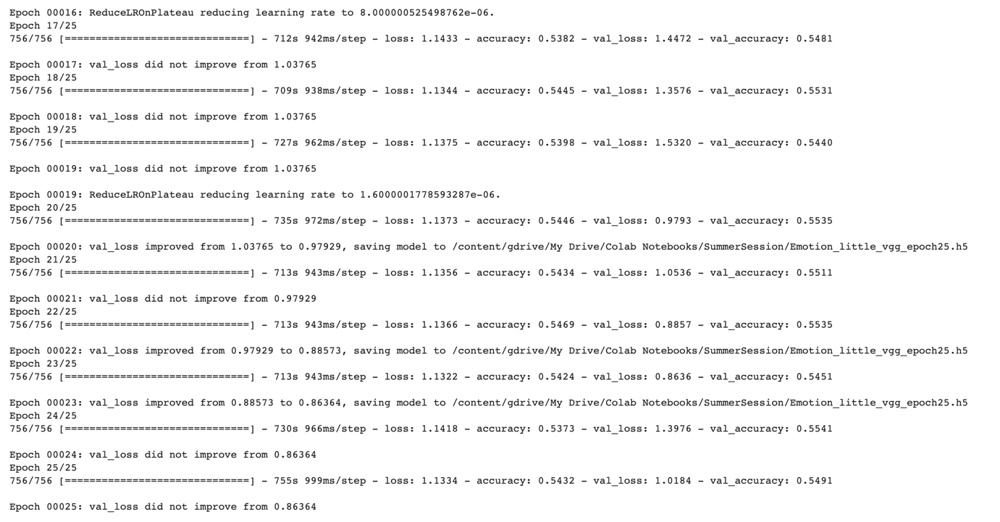 Epoch 00016: ReduceLROnPlateau reducing learning rate to 8.000000525498762e-06.
Epoch 17/25
756/756 [==============================] - 712s 942ms/step - loss: 1.1433 - accuracy: 0.5382 - val_loss: 1.4472 - val_accuracy: 0.5481
Epoch 00017: val_loss did not improve from 1.03765
Epoch 18/25
756/756 [==============================] - 709s 938ms/step - loss: 1.1344 - accuracy: 0.5445 - val_loss: 1.3576 - val_accuracy: 0.5531
Epoch 00018: val_loss did not improve from 1.03765
Epoch 19/25
756/756 [==============================] - 727s 962ms/step - loss: 1.1375 - accuracy: 0.5398 - val_loss: 1.5320 - val_accuracy: 0.5440
Epoch 00019: val_loss did not improve from 1.03765
Epoch 00019: ReduceLROnPlateau reducing learning rate to 1.6000001778593287e-06.
Epoch 20/25
756/756 [==============================] - 735s 972ms/step - loss: 1.1373 - accuracy: 0.5446 - val_loss: 0.9793 - val_accuracy: 0.5535
Epoch 00020: val_loss improved from 1.03765 to 0.97929, saving model to /content/gdrive/My Drive/Colab Notebooks/SummerSession/Emotion_little_vgg_epoch25.h5
Epoch 21/25
756/756 [==============================] - 713s 943ms/step - loss: 1.1356 - accuracy: 0.5434 - val_loss: 1.0536 - val_accuracy: 0.5511
Epoch 00021: val_loss did not improve from 0.97929
Epoch 22/25
756/756 [==============================] - 713s 943ms/step - loss: 1.1366 - accuracy: 0.5469 - val_loss: 0.8857 - val_accuracy: 0.5535
Epoch 00022: val_loss improved from 0.97929 to 0.88573, saving model to /content/gdrive/My Drive/Colab Notebooks/SummerSession/Emotion_little_vgg_epoch25.h5
Epoch 23/25
756/756 [==============================] - 713s 943ms/step - loss: 1.1322 - accuracy: 0.5424 - val_loss: 0.8636 - val_accuracy: 0.5451
Epoch 00023: val_loss improved from 0.88573 to 0.86364, saving model to /content/gdrive/My Drive/Colab Notebooks/SummerSession/Emotion_little_vgg_epoch25.h5
Epoch 24/25
756/756 [==============================] - 730s 966ms/step - loss: 1.1418 - accuracy: 0.5373 - val_loss: 1.3976 - val_accuracy: 0.5541
Epoch 00024: val_loss did not improve from 0.86364
Epoch 25/25
756/756 [==============================] - 755s 999ms/step - loss: 1.1334 - accuracy: 0.5432 - val_loss: 1.0184 - val_accuracy: 0.5491
Epoch 00025: val_loss did not improve from 0.86364